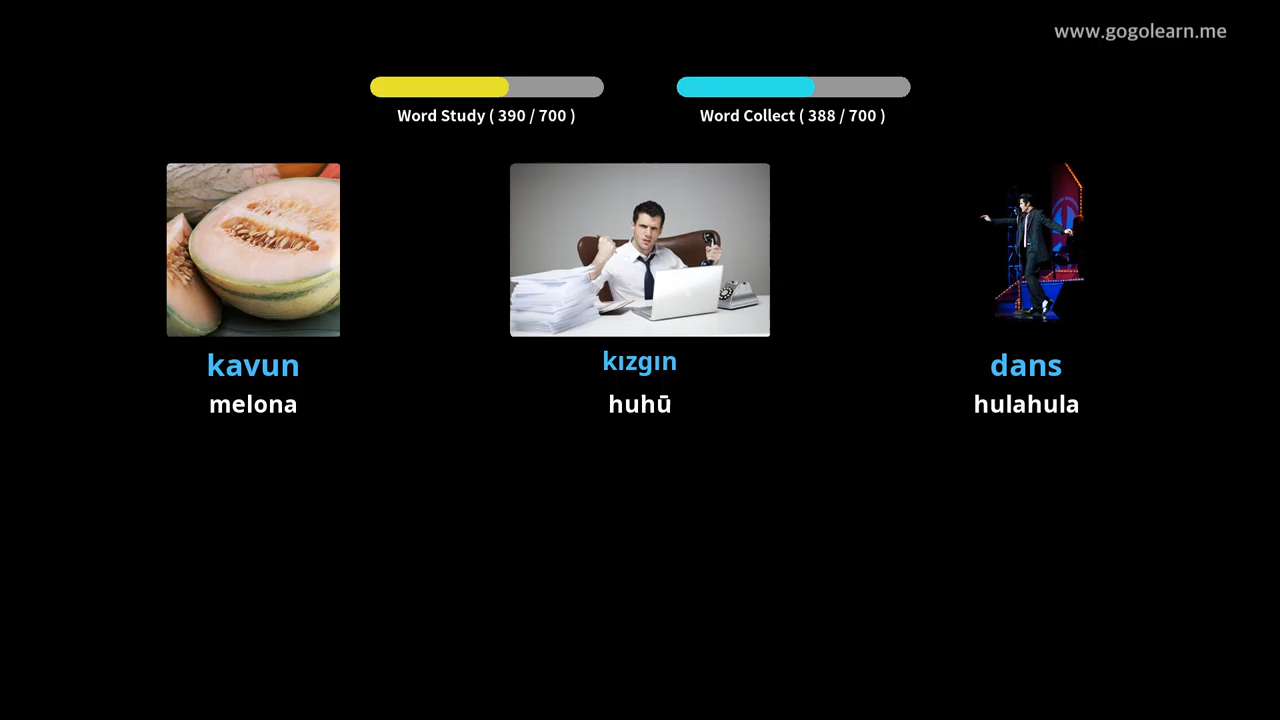 www.gogolearn.me
Word Study ( 390 / 700 )
Word Collect ( 388 / 700 )
kavun
kızgın
dans
melona
huhū
hulahula